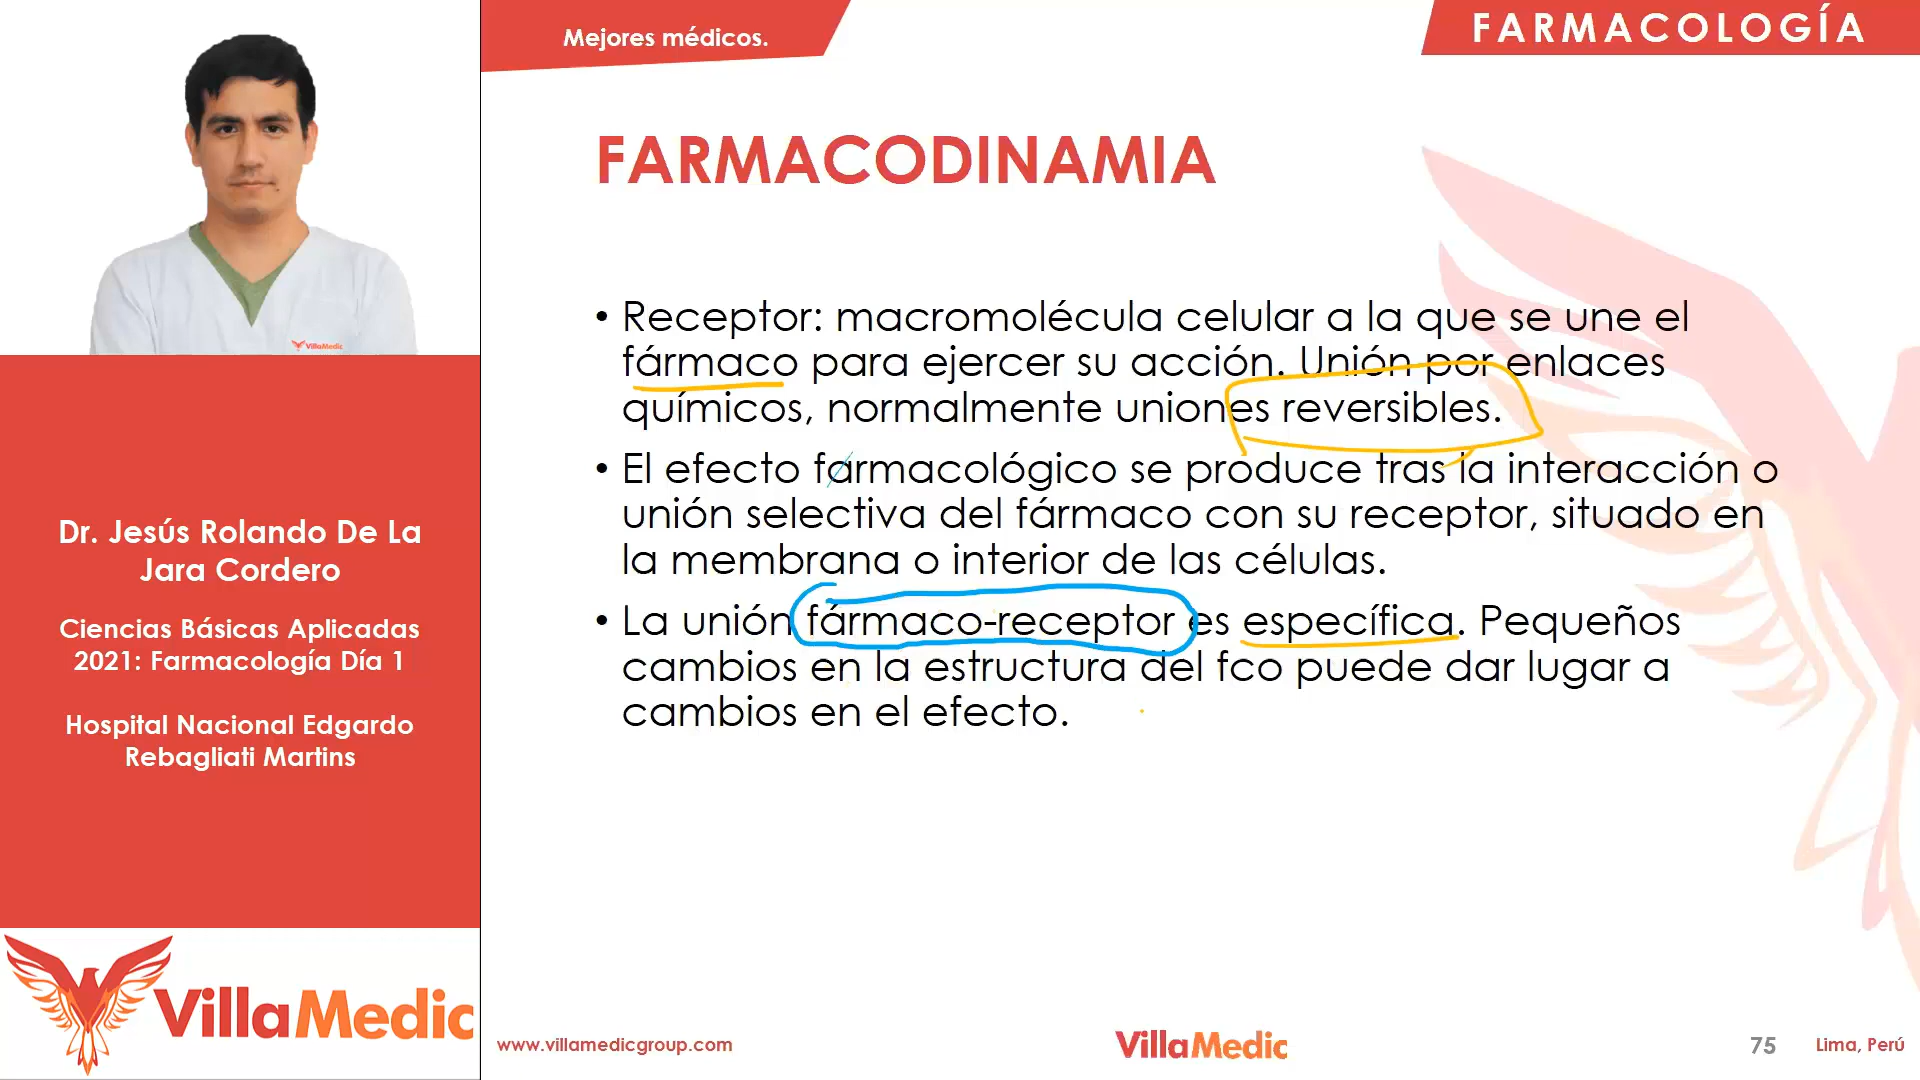 Mejores médicos.
FARMACOLOGÍA
VillaMedic
Dr. Jesús Rolando De La
Jara Cordero
Ciencias Básicas Aplicadas
2021: Farmacología Día 1
Hospital Nacional Edgardo
Rebagliati Martins
VillaMedic
FARMACODINAMIA
• Receptor: macromolécula celular a la que se une el
fármaco para ejercer su acción. Unión por enlaces
químicos, normalmente uniones reversibles.
• El efecto farmacológico se produce tras la interacción o
unión selectiva del fármaco con su receptor, situado en
la membrana o interior de las células.
• La unión fármaco-receptor es específica. Pequeños
cambios en la estructura del fco puede dar lugar a
cambios en el efecto.
www.villamedicgroup.com
VillaMedic
75
Lima, Perú